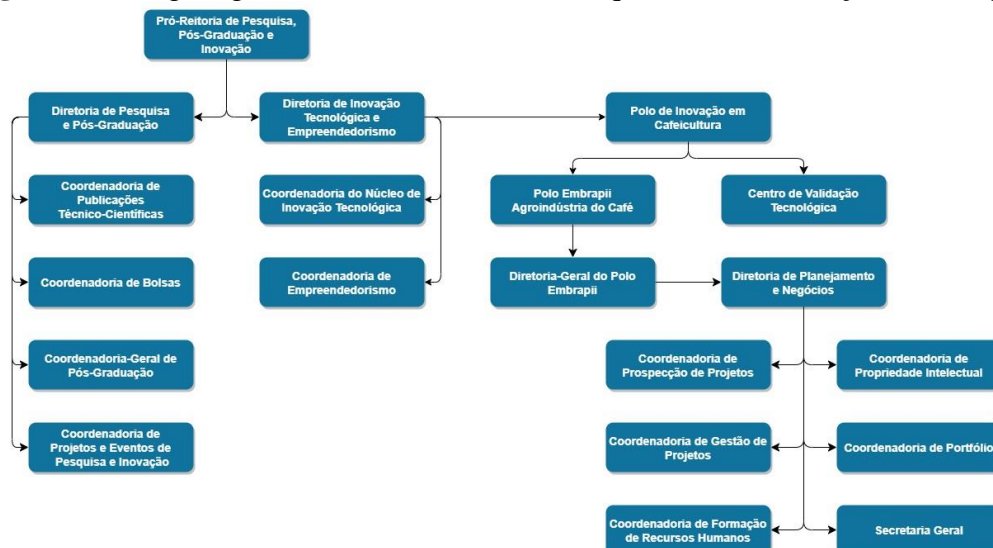 Pró-Reitoria de Pesquisa,
Pós-Graduação e
Inovação
Diretoria de Pesquisa
e Pós-Graduação
Diretoria de Inovação
Tecnológica e
Empreendedorismo
Polo de Inovação em
Cafeicultura
Coordenadoria de
Publicações
Técnico-Científicas
Coordenadoria do Núcleo de
Inovação Tecnológica
Polo Embrapii
Agroindústria do Café
Centro de Validação
Tecnológica
Coordenadoria de Bolsas
Coordenadoria de
Empreendedorismo
Diretoria-Geral do Polo
Embrapii
Diretoria de Planejamento
e Negócios
Coordenadoria-Geral de
Pós-Graduação
Coordenadoria de
Prospecção de Projetos
Coordenadoria de
Propriedade Intelectual
Coordenadoria de
Projetos e Eventos de
Pesquisa e Inovação
Coordenadoria de Gestão de
Projetos
Coordenadoria de Portfólio
Coordenadoria de Formação
de Recursos Humanos
Secretaria Geral